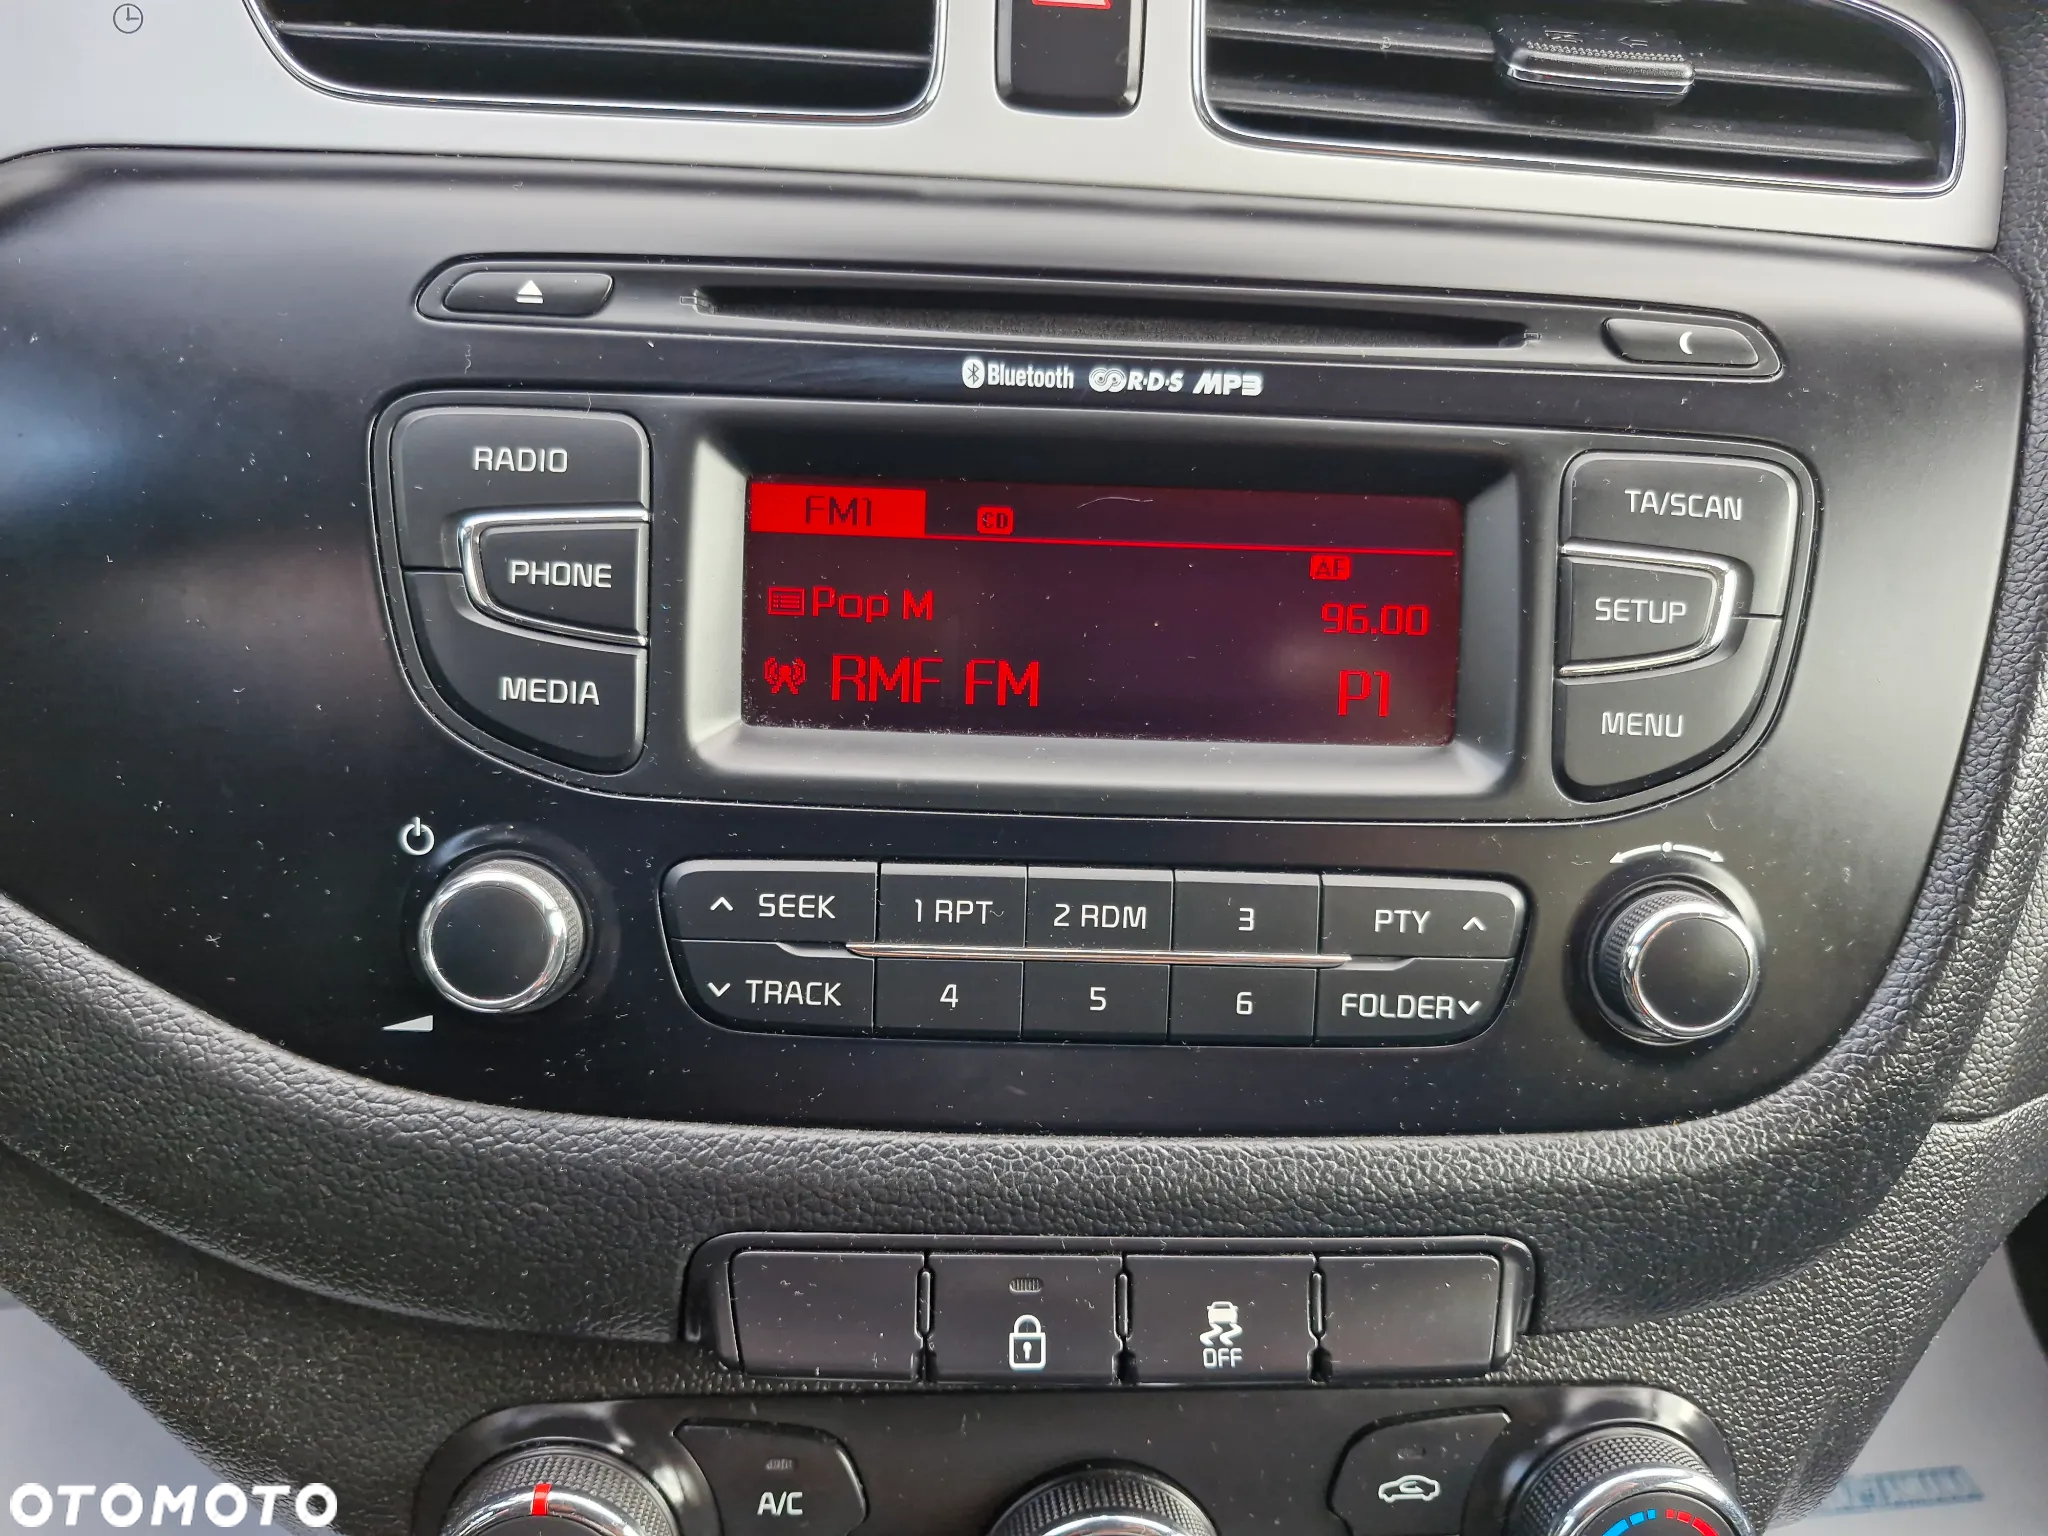 Bluetooth R·D·S MP3
RADIO
PHONE
MEDIA
FM1 CD
AF
Pop M 96.00
RMF FM P1
TA/SCAN
SETUP
MENU
SEEK 1 RPT 2 RDM 3 PTY
TRACK 4 5 6 FOLDER
OFF
A/C
OTOMOTO